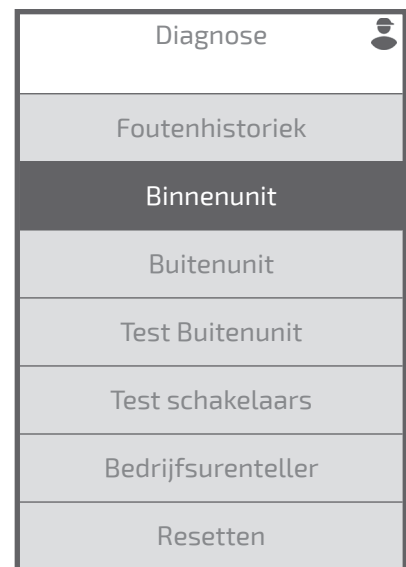 Diagnose
Foutenhistoriek
Binnenunit
Buitenunit
Test Buitenunit
Test schakelaars
Bedrijfsurenteller
Resetten